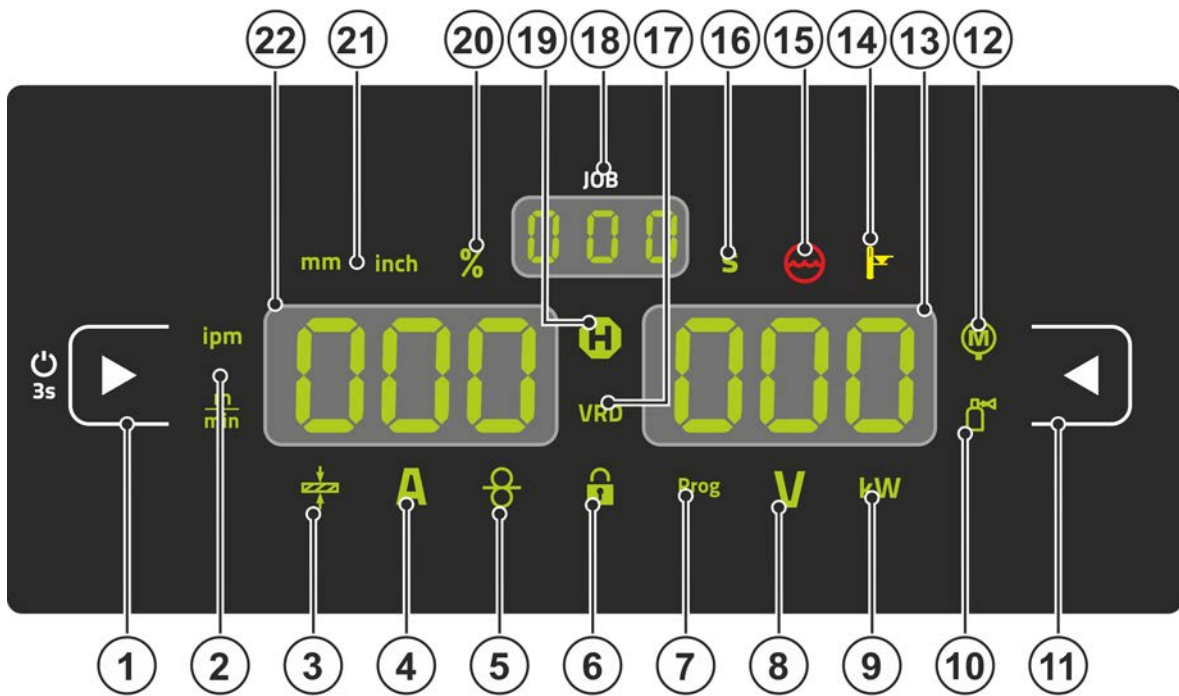 22 21 20 19 18 17 16 15 14 13 12
JOB
000
mm inch % s
ipm
000 H 000 M
3s
m
min
VRD
A Prog V kW
1 2 3 4 5 6 7 8 9 10 11